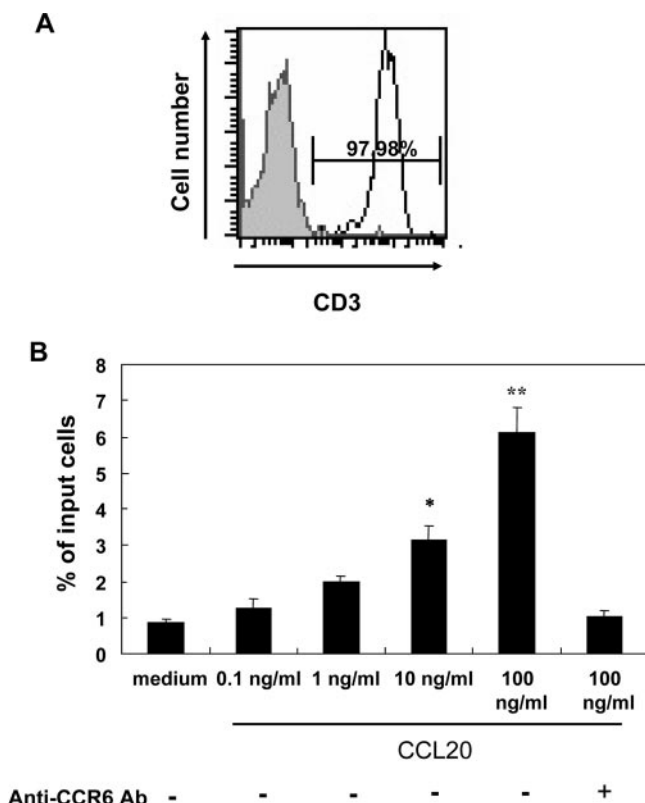 A
Cell number
97.98%
CD3
B
% of input cells
8
7
6
5
4
3
2
1
0
*
**
medium 0.1 ng/ml 1 ng/ml 10 ng/ml 100 ng/ml 100 ng/ml
CCL20
Anti-CCR6 Ab - - - - - +